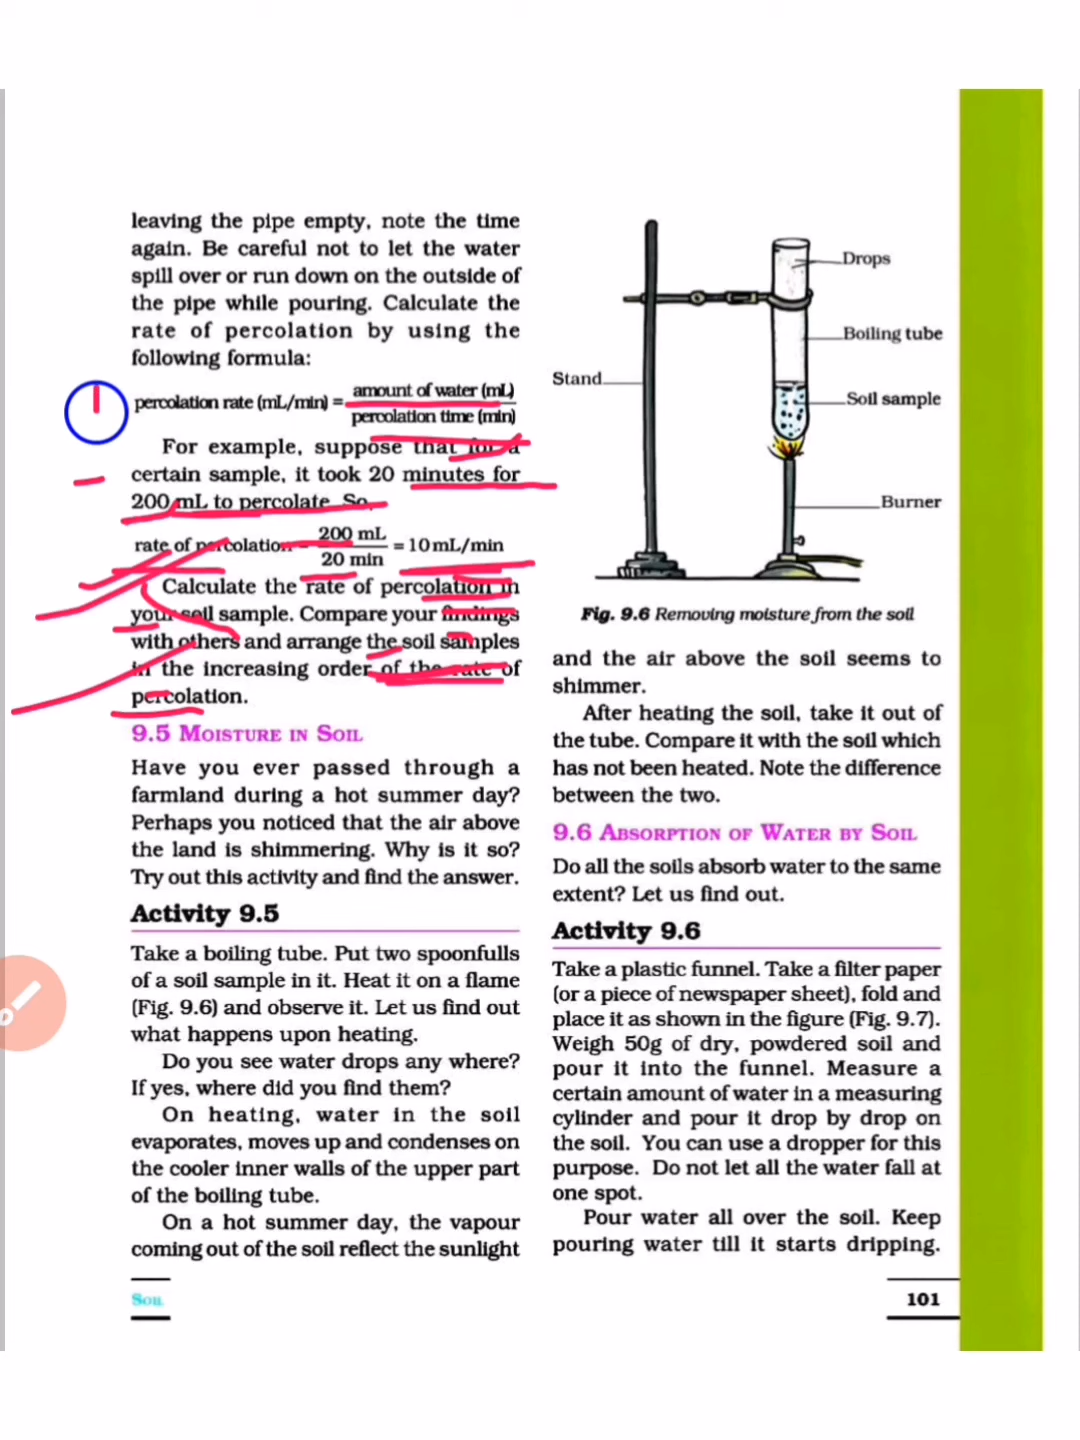 leaving the pipe empty, note the time
again. Be careful not to let the water
spill over or run down on the outside of
the pipe while pouring. Calculate the
rate of percolation by using the
following formula:
percolation rate (mL/min) = amount of water (mL)
percolation time (min)
For example, suppose that for a
certain sample, it took 20 minutes for
200 mL to percolate. So,
rate of percolation = 200 mL
20 min
= 10 mL/min
Calculate the rate of percolation in
your soil sample. Compare your findings
with others and arrange the soil samples
in the increasing order of the rate of
percolation.
9.5 MOISTURE IN SOIL
Have you ever passed through a
farmland during a hot summer day?
Perhaps you noticed that the air above
the land is shimmering. Why is it so?
Try out this activity and find the answer.
Activity 9.5
Take a boiling tube. Put two spoonfulls
of a soil sample in it. Heat it on a flame
(Fig. 9.6) and observe it. Let us find out
what happens upon heating.
Do you see water drops any where?
If yes, where did you find them?
On heating, water in the soil
evaporates, moves up and condenses on
the cooler inner walls of the upper part
of the boiling tube.
On a hot summer day, the vapour
coming out of the soil reflect the sunlight
Drops
Boiling tube
Stand
Soil sample
Burner
Fig. 9.6 Removing moisture from the soil
and the air above the soil seems to
shimmer.
After heating the soil, take it out of
the tube. Compare it with the soil which
has not been heated. Note the difference
between the two.
9.6 ABSORPTION OF WATER BY SOIL
Do all the soils absorb water to the same
extent? Let us find out.
Activity 9.6
Take a plastic funnel. Take a filter paper
(or a piece of newspaper sheet), fold and
place it as shown in the figure (Fig. 9.7).
Weigh 50g of dry, powdered soil and
pour it into the funnel. Measure a
certain amount of water in a measuring
cylinder and pour it drop by drop on
the soil. You can use a dropper for this
purpose. Do not let all the water fall at
one spot.
Pour water all over the soil. Keep
pouring water till it starts dripping.
SOIL
101